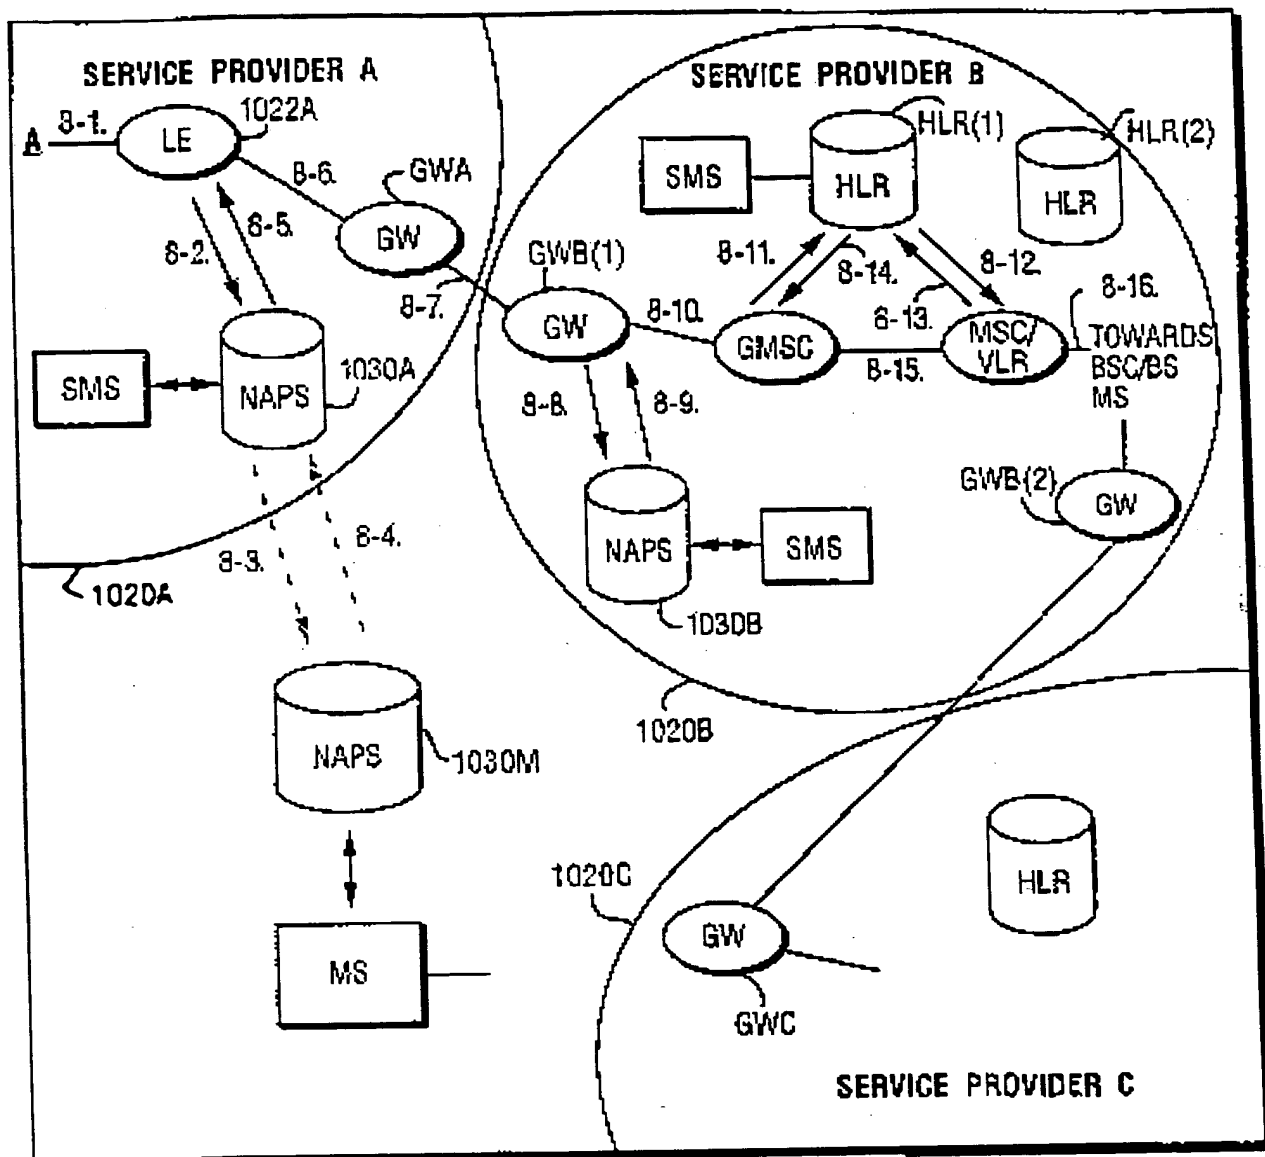 SERVICE PROVIDER A
SERVICE PROVIDER B
A
8-1.
LE
1022A
8-6.
GWA
GW
8-2.
8-5.
8-7.
SMS
NAPS
1030A
8-3.
8-4.
1020A
NAPS
1030M
MS
HLR(1)
HLR(2)
SMS
HLR
HLR
8-11.
8-14.
8-12.
8-13.
8-16.
GWB(1)
GW
8-10.
GMSC
8-15.
MSC/
VLR
TOWARDS
BSC/BS
MS
8-8.
8-9.
GWB(2)
GW
NAPS
SMS
1030B
1020B
1020C
GW
GWC
HLR
SERVICE PROVIDER C